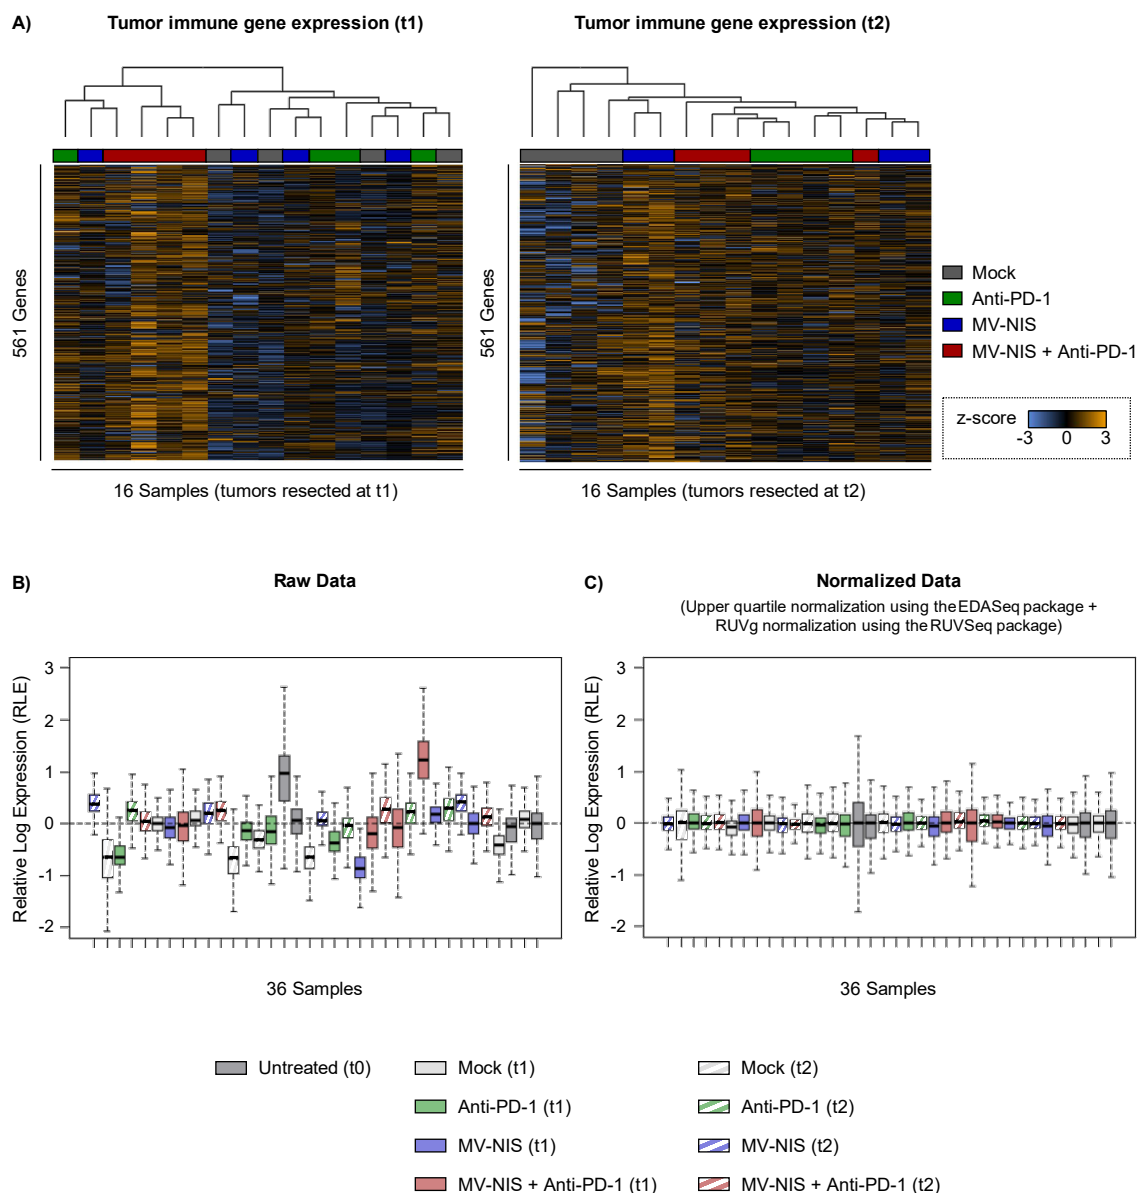 A)
Tumor immune gene expression (t1)
Tumor immune gene expression (t2)
561 Genes
561 Genes
Mock
Anti-PD-1
MV-NIS
MV-NIS + Anti-PD-1
z-score
-3 0 3
16 Samples (tumors resected at t1)
16 Samples (tumors resected at t2)
B)
Raw Data
C)
Normalized Data
(Upper quartile normalization using the EDASeq package +
RUVg normalization using the RUVSeq package)
Relative Log Expression (RLE)
3
2
1
0
-1
-2
36 Samples
Relative Log Expression (RLE)
3
2
1
0
-1
-2
36 Samples
Untreated (t0)
Mock (t1)
Mock (t2)
Anti-PD-1 (t1)
Anti-PD-1 (t2)
MV-NIS (t1)
MV-NIS (t2)
MV-NIS + Anti-PD-1 (t1)
MV-NIS + Anti-PD-1 (t2)